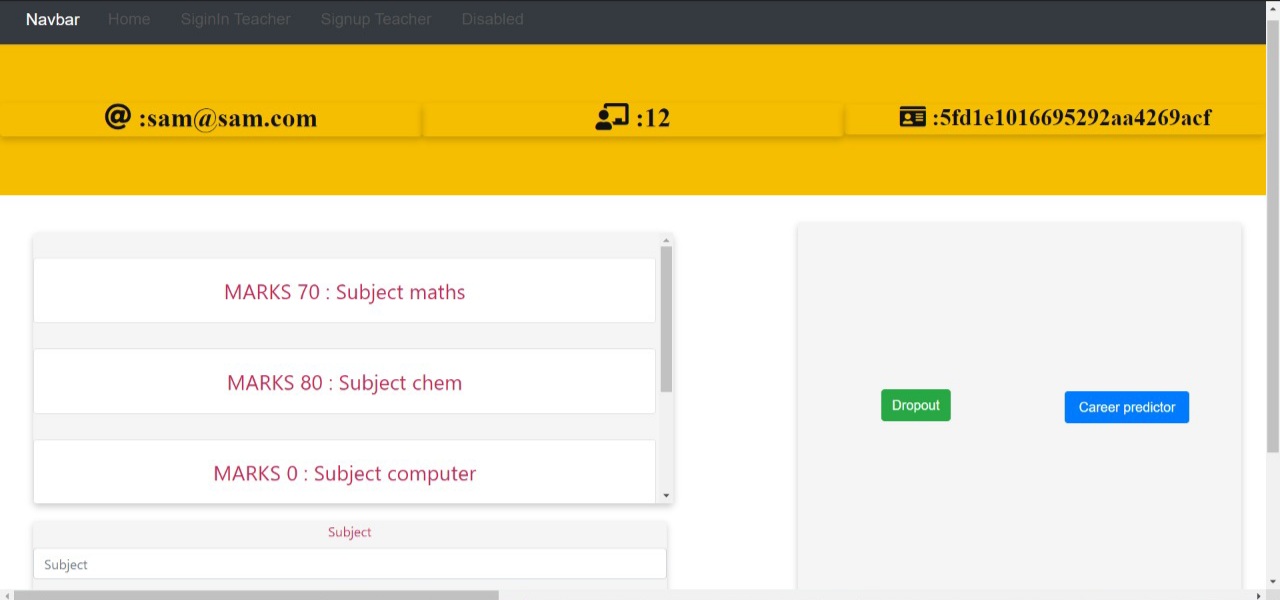 Navbar Home SiginIn Teacher Signup Teacher Disabled
@ :sam@sam.com :12 :5fd1e1016695292aa4269acf
MARKS 70 : Subject maths
MARKS 80 : Subject chem
Dropout Career predictor
MARKS 0 : Subject computer
Subject
Subject